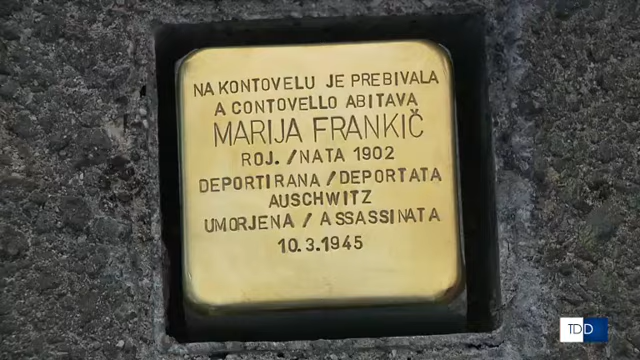 NA KONTOVELU JE PREBIVALA
A CONTOVELLO ABITAVA
MARIJA FRANKIČ
ROJ. /NATA 1902
DEPORTIRANA / DEPORTATA
AUSCHWITZ
UMORJENA / ASSASSINATA
10.3.1945
TDD